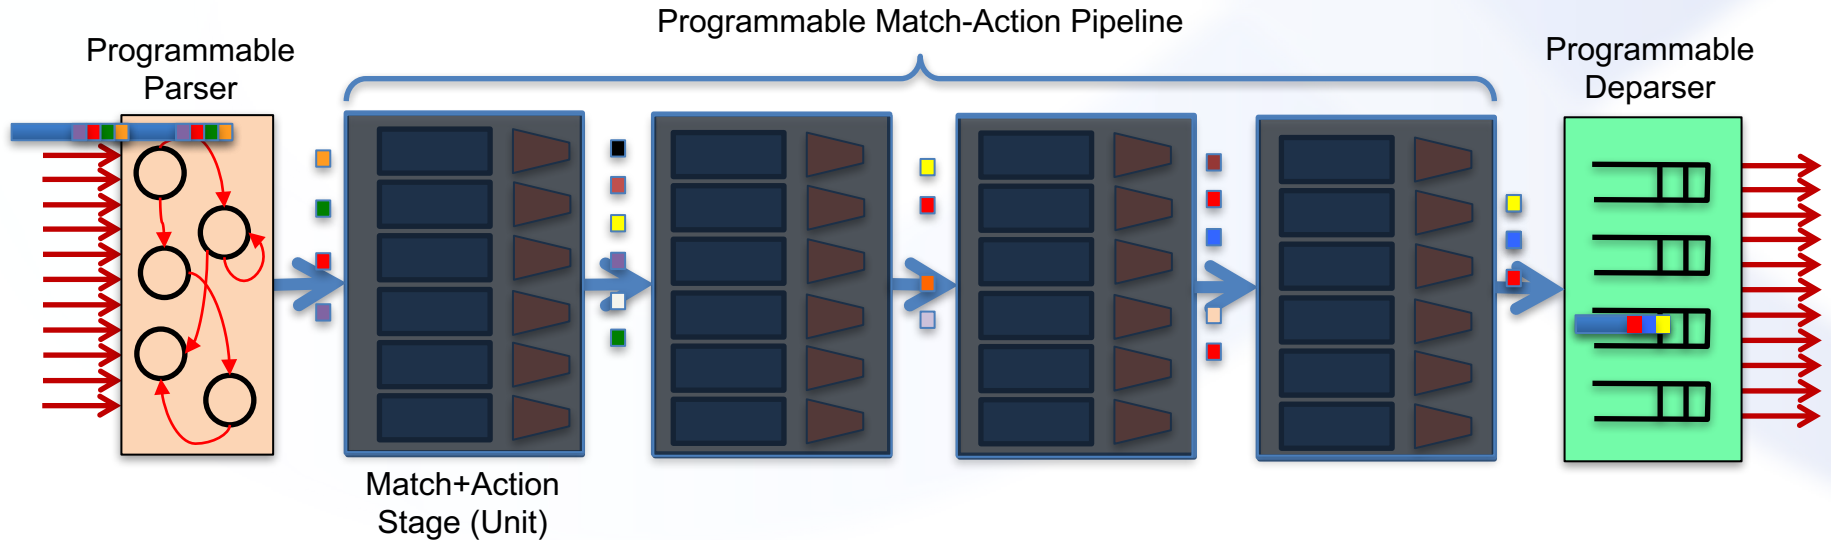 Programmable Match-Action Pipeline
Programmable
Parser
Programmable
Deparser
Match+Action
Stage (Unit)